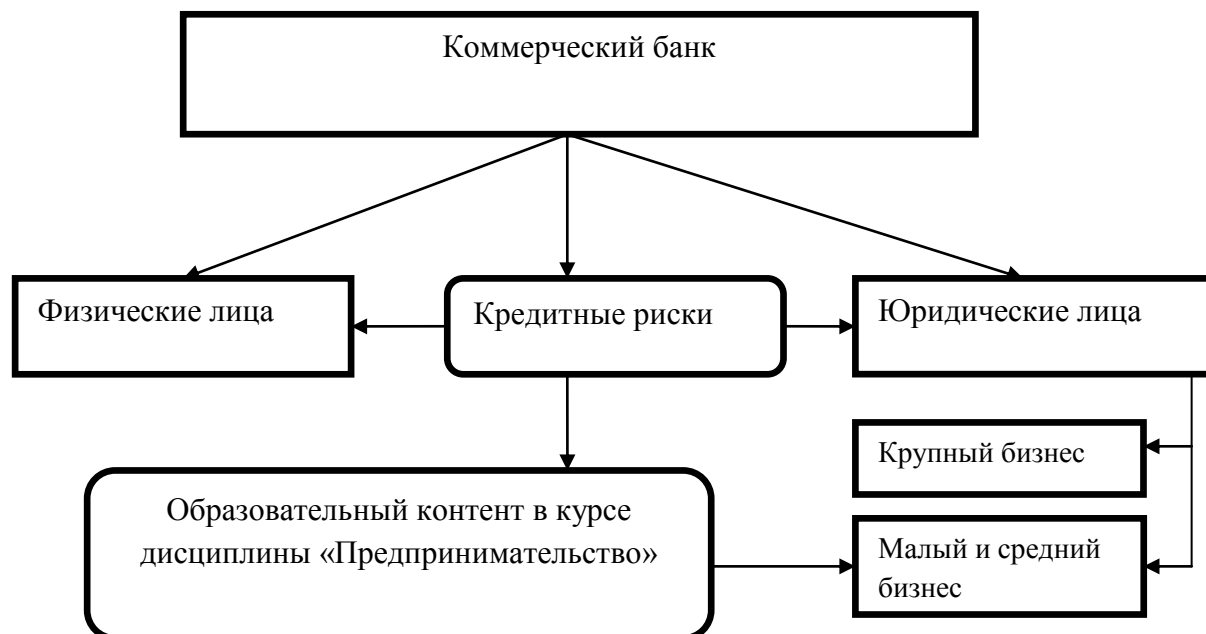 Коммерческий банк
Физические лица
Кредитные риски
Юридические лица
Крупный бизнес
Образовательный контент в курсе
дисциплины «Предпринимательство»
Малый и средний
бизнес